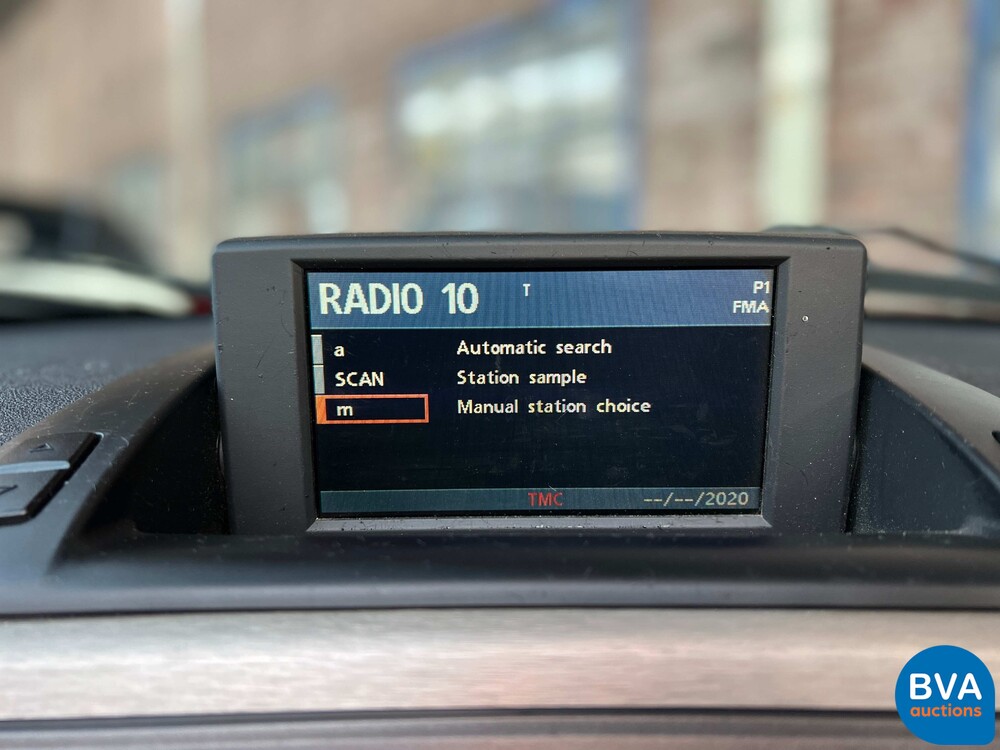 RADIO 10 T P1
FMA
a Automatic search
SCAN Station sample
m Manual station choice
TMC --/--/2020
BVA
auctions